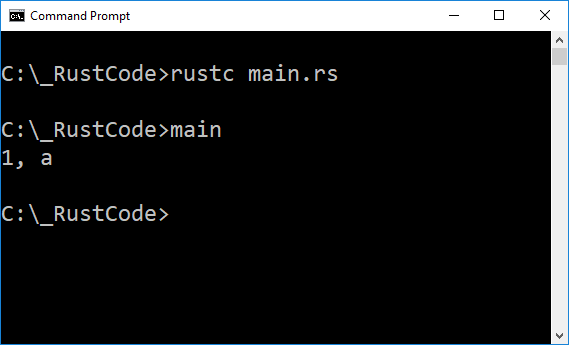 Command Prompt
C:\_RustCode>rustc main.rs
C:\_RustCode>main
1, a
C:\_RustCode>